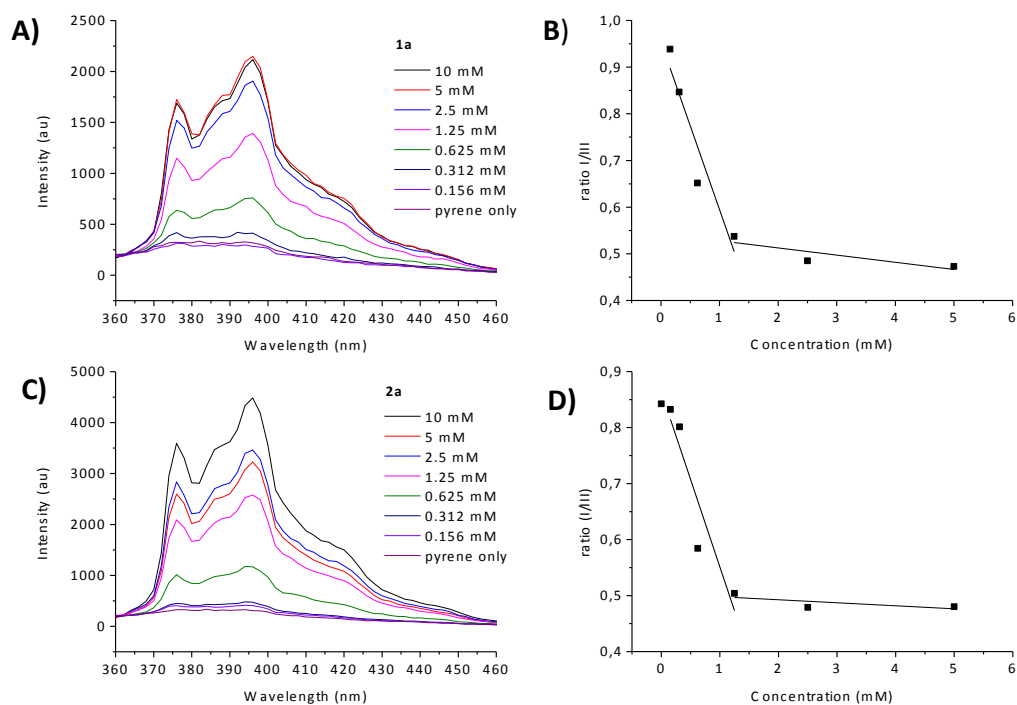 A)
2500
2000
1500
1000
500
0
Intensity (au)
360 370 380 390 400 410 420 430 440 450 460
Wavelength (nm)
1a
10 mM
5 mM
2.5 mM
1.25 mM
0.625 mM
0.312 mM
0.156 mM
pyrene only
B)
1,0
0,9
0,8
0,7
0,6
0,5
0,4
ratio I/III
0 1 2 3 4 5 6
Concentration (mM)
C)
5000
4000
3000
2000
1000
0
Intensity (au)
360 370 380 390 400 410 420 430 440 450 460
Wavelength (nm)
2a
10 mM
5 mM
2.5 mM
1.25 mM
0.625 mM
0.312 mM
0.156 mM
pyrene only
D)
0,9
0,8
0,7
0,6
0,5
0,4
ratio (I/III)
0 1 2 3 4 5 6
Concentration (mM)